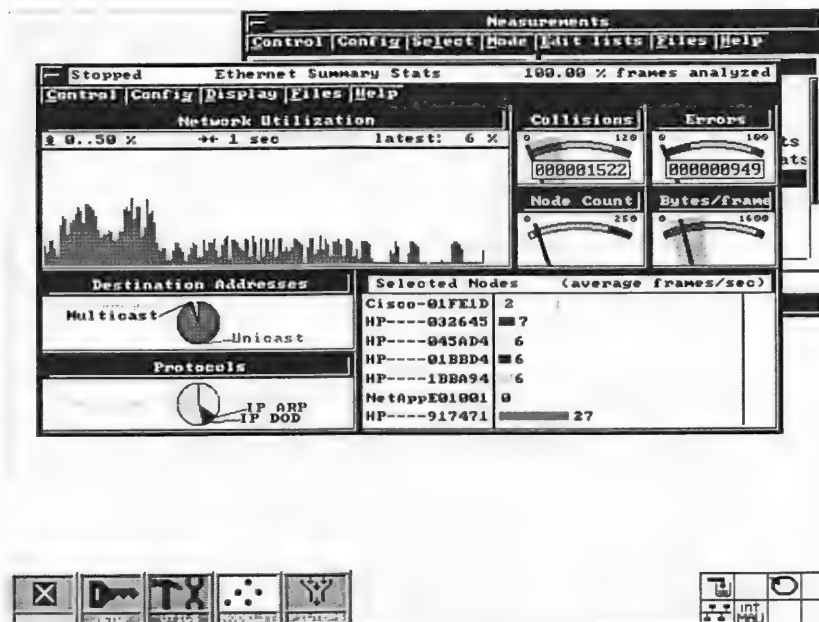 Measurements
Control Config Select Mode Edit lists Files Help
Stopped Ethernet Summary Stats 100.00 % frames analyzed
Control Config Display Files Help
Network Utilization
0..50 % 1 sec latest: 6 %
Collisions
0 120
000001522
Errors
0 100
000000949
ts
ats
Node Count
0 250
Bytes/frame
0 1600
Destination Addresses
Multicast
Unicast
Protocols
IP ARP
IP DOD
Selected Nodes (average frames/sec)
Cisco-01FE1D 2
HP----032645 7
HP----045AD4 6
HP----01BBD4 6
HP----1BBA94 6
NetAppE01001 0
HP----917471 27
INT